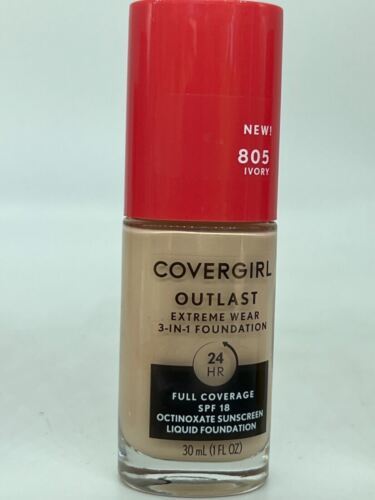 NEW!
805
IVORY
COVERGIRL
OUTLAST
EXTREME WEAR
3-IN-1 FOUNDATION
24
HR
FULL COVERAGE
SPF 18
OCTINOXATE SUNSCREEN
LIQUID FOUNDATION
30 mL (1 FL OZ)